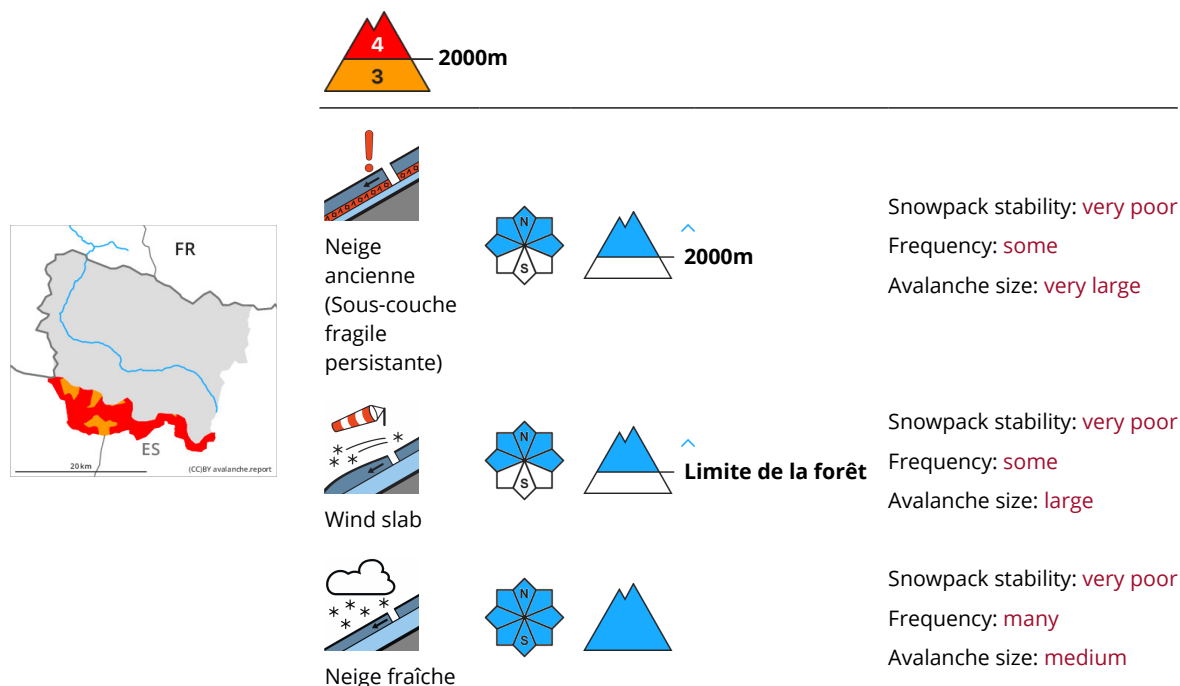 4
2000m
3
FR
ES
20 km
(CC)BY avalanche.report
N
S
2000m
Neige
ancienne
(Sous-couche
fragile
persistante)
Snowpack stability: very poor
Frequency: some
Avalanche size: very large
N
S
Limite de la forêt
Wind slab
Snowpack stability: very poor
Frequency: some
Avalanche size: large
N
S
Neige fraîche
Snowpack stability: very poor
Frequency: many
Avalanche size: medium